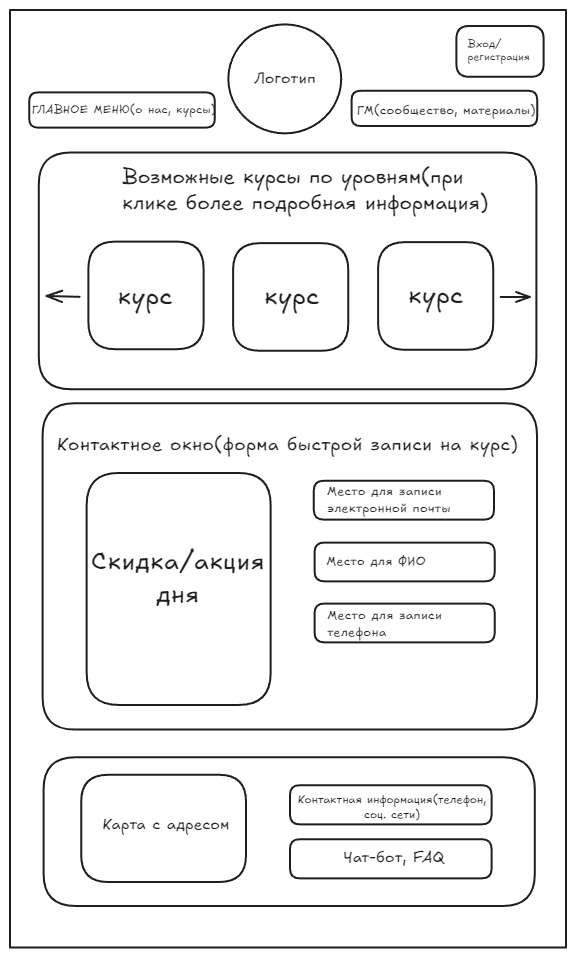 Вход/
регистрация
Логотип
ГЛАВНОЕ МЕНЮ(о нас, курсы)
ГМ(сообщество, материалы)
Возможные курсы по уровням(при
клике более подробная информация)
курс
курс
курс
Контактное окно(форма быстрой записи на курс)
Скидка/акция
дня
Место для записи
электронной почты
Место для ФИО
Место для записи
телефона
Карта с адресом
Контактная информация(телефон,
соц. сети)
Чат-бот, FAQ